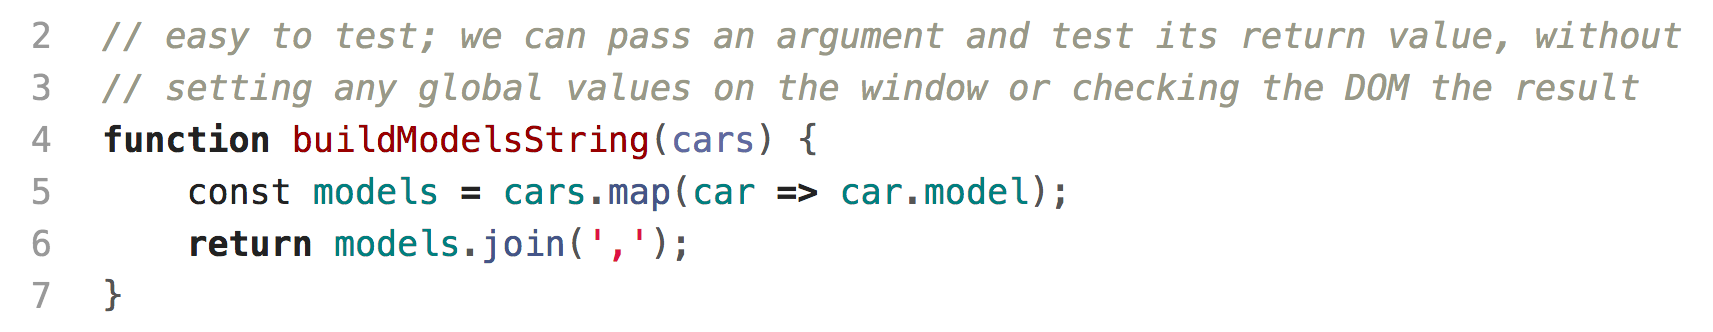 2 // easy to test; we can pass an argument and test its return value, without
3 // setting any global values on the window or checking the DOM the result
4 function buildModelsString(cars) {
5     const models = cars.map(car => car.model);
6     return models.join(',');
7 }